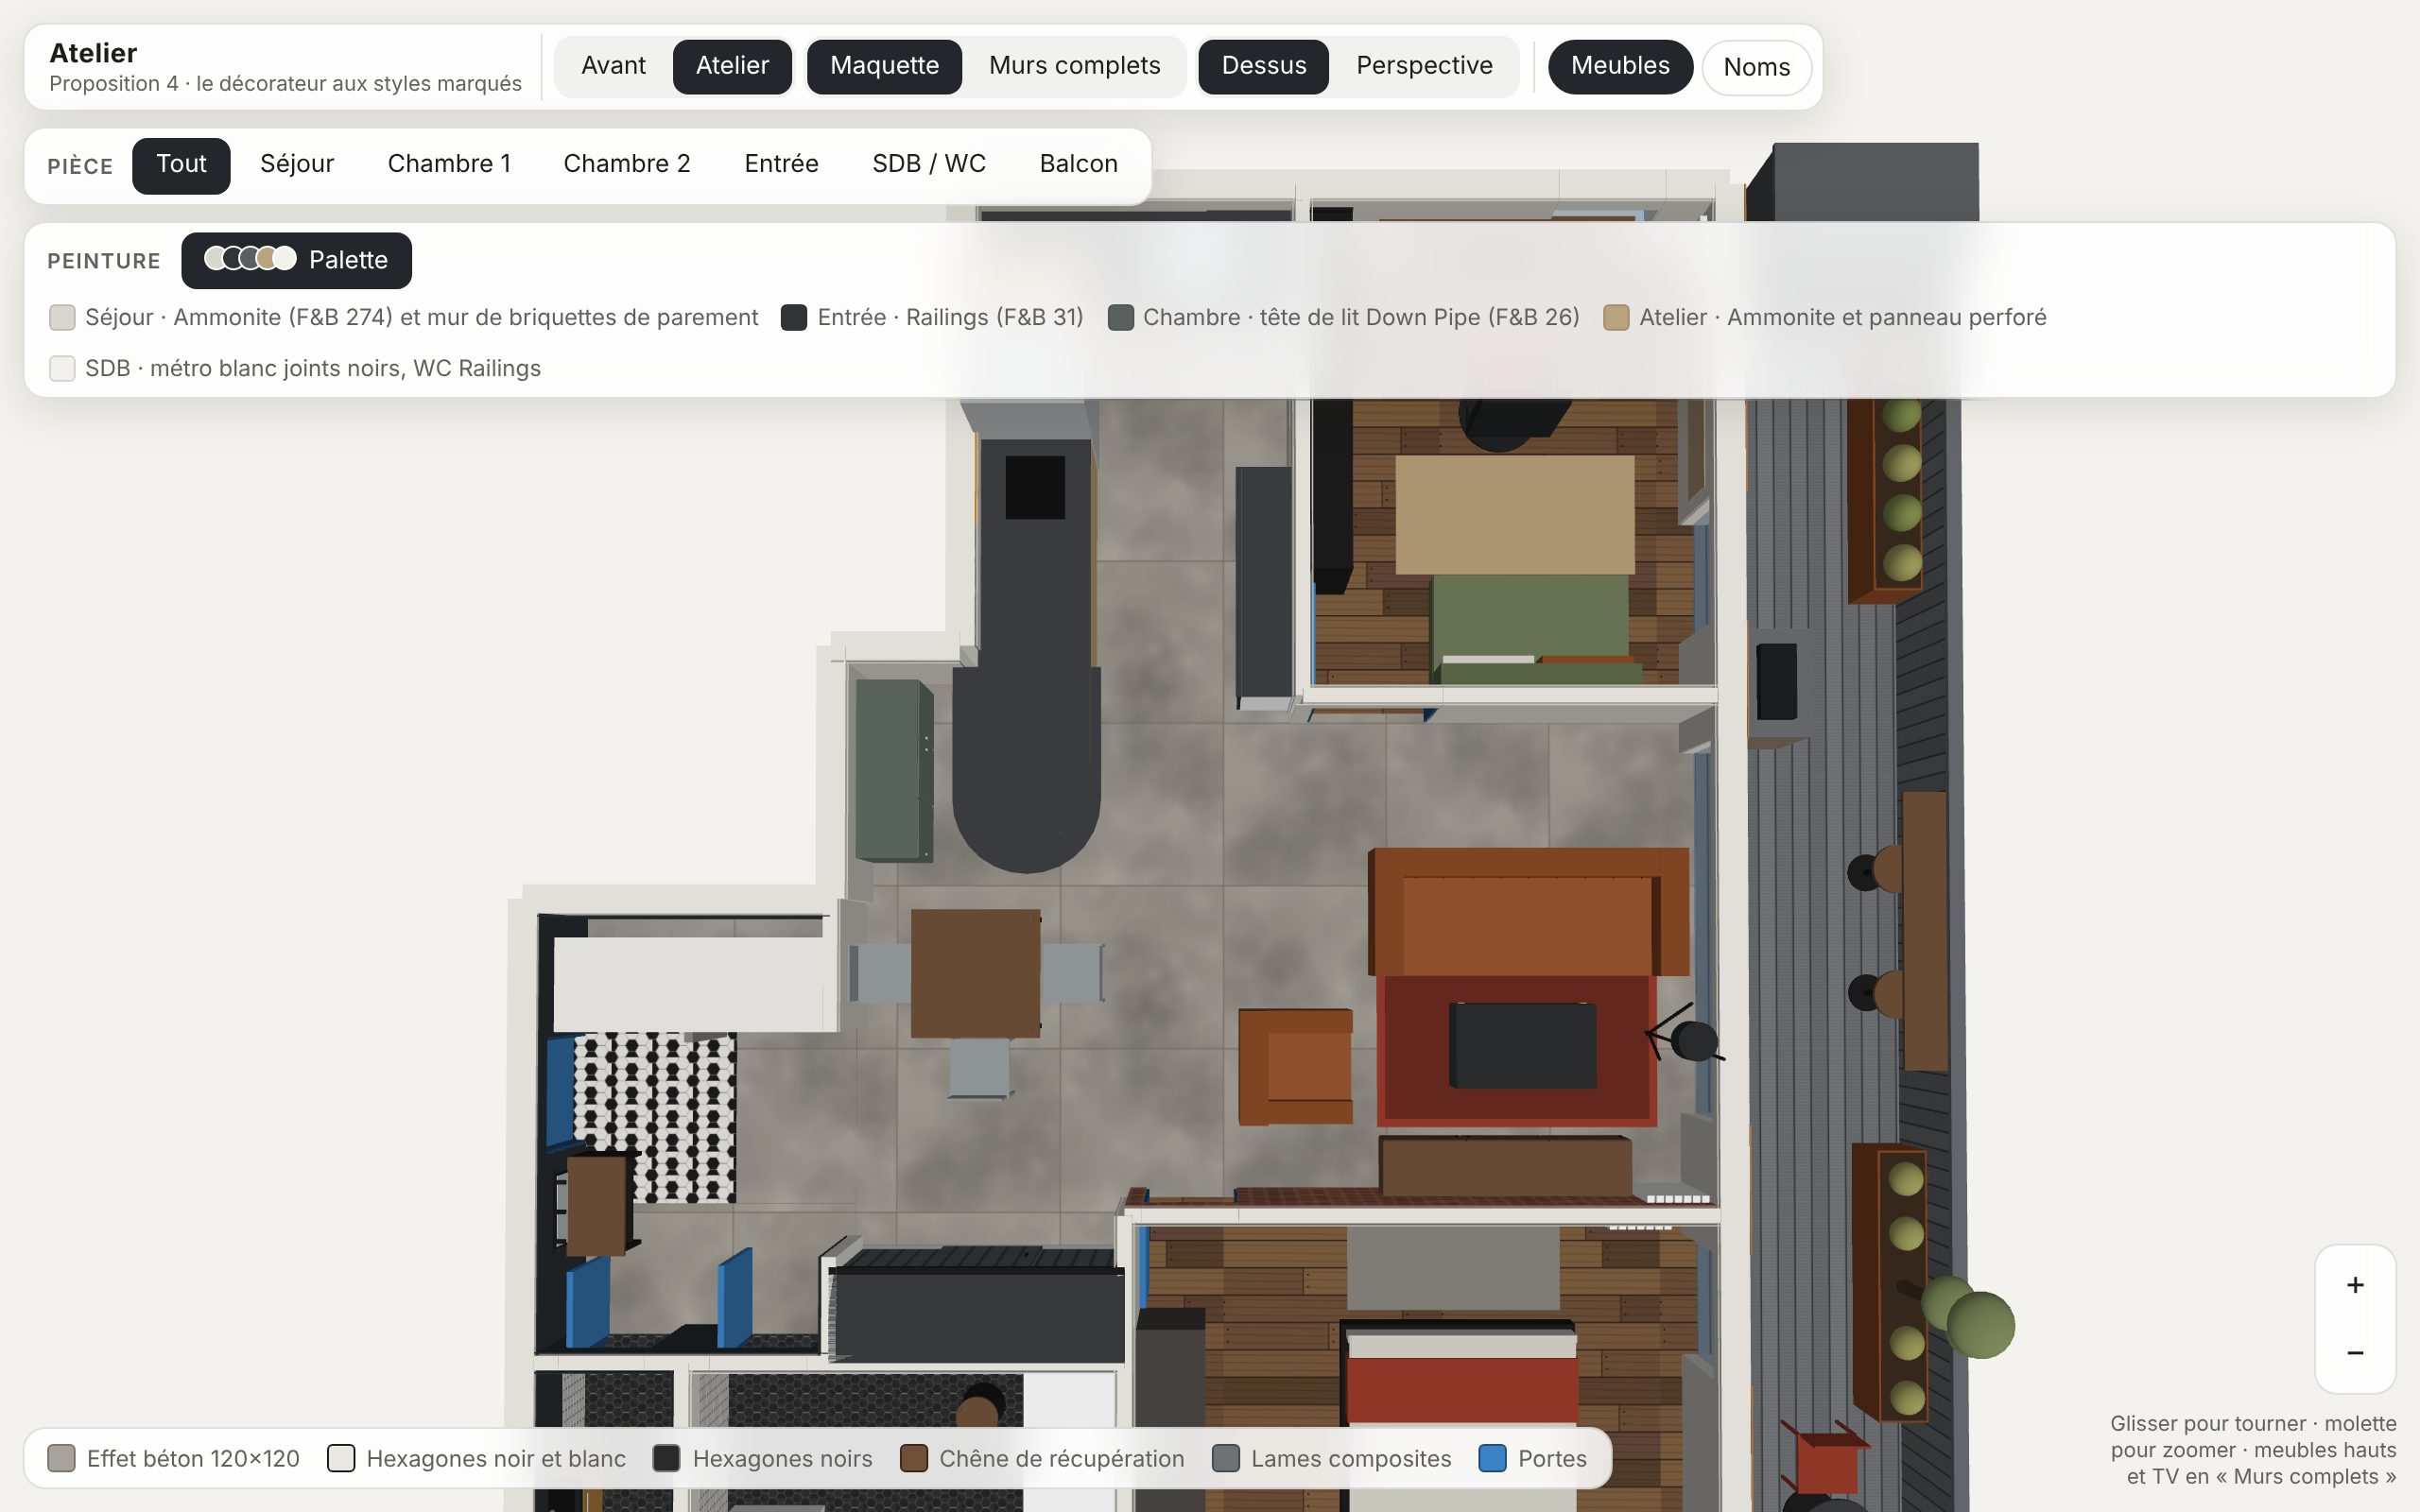 Atelier
Proposition 4 · le décorateur aux styles marqués
Avant Atelier Maquette Murs complets Dessus Perspective Meubles Noms
PIÈCE Tout Séjour Chambre 1 Chambre 2 Entrée SDB / WC Balcon
PEINTURE Palette
Séjour · Ammonite (F&B 274) et mur de briquettes de parement Entrée · Railings (F&B 31) Chambre · tête de lit Down Pipe (F&B 26) Atelier · Ammonite et panneau perforé
SDB · métro blanc joints noirs, WC Railings
+
−
Glisser pour tourner · molette
pour zoomer · meubles hauts
et TV en « Murs complets »
Effet béton 120×120 Hexagones noir et blanc Hexagones noirs Chêne de récupération Lames composites Portes